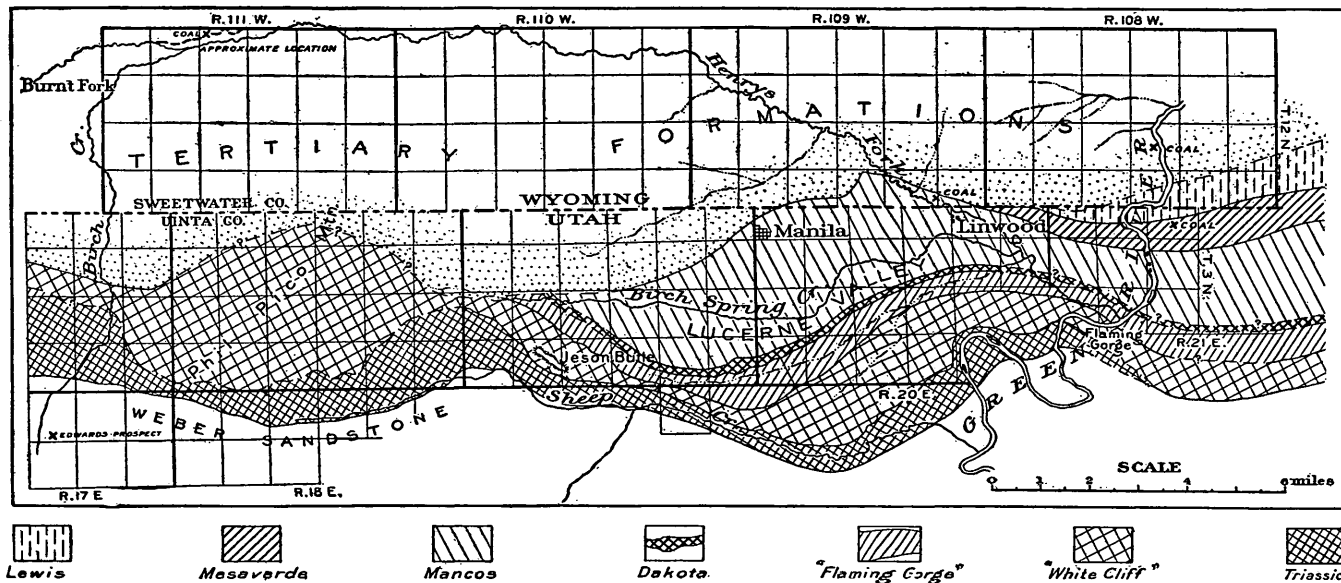 R.111 W. R.110 W. R.109 W. R.108 W.
COAL X
APPROXIMATE LOCATION
Burnt Fork
Henrys Fork
Birch Cr.
TERTIARY FORMATIONS
T.12 N.
X COAL
COAL
SWEETWATER CO.
UINTA CO.
WYOMING
UTAH
Manila
Linwood
X COAL
Phil Pico Mtn.
Birch Spring Cr.
LUCERNE VALLEY
T.3 N.
Flaming
Gorge
R.21 E.
Jeson Butte
Sheep Cr.
R.20 E.
GREEN RIVER
WEBER SANDSTONE
X EDWARDS PROSPECT
R.17 E R.18 E.
SCALE
0 1 2 4 6 miles
Lewis Mesaverde Mancos Dakota. "Flaming Gorge" "White Cliff" Triassic